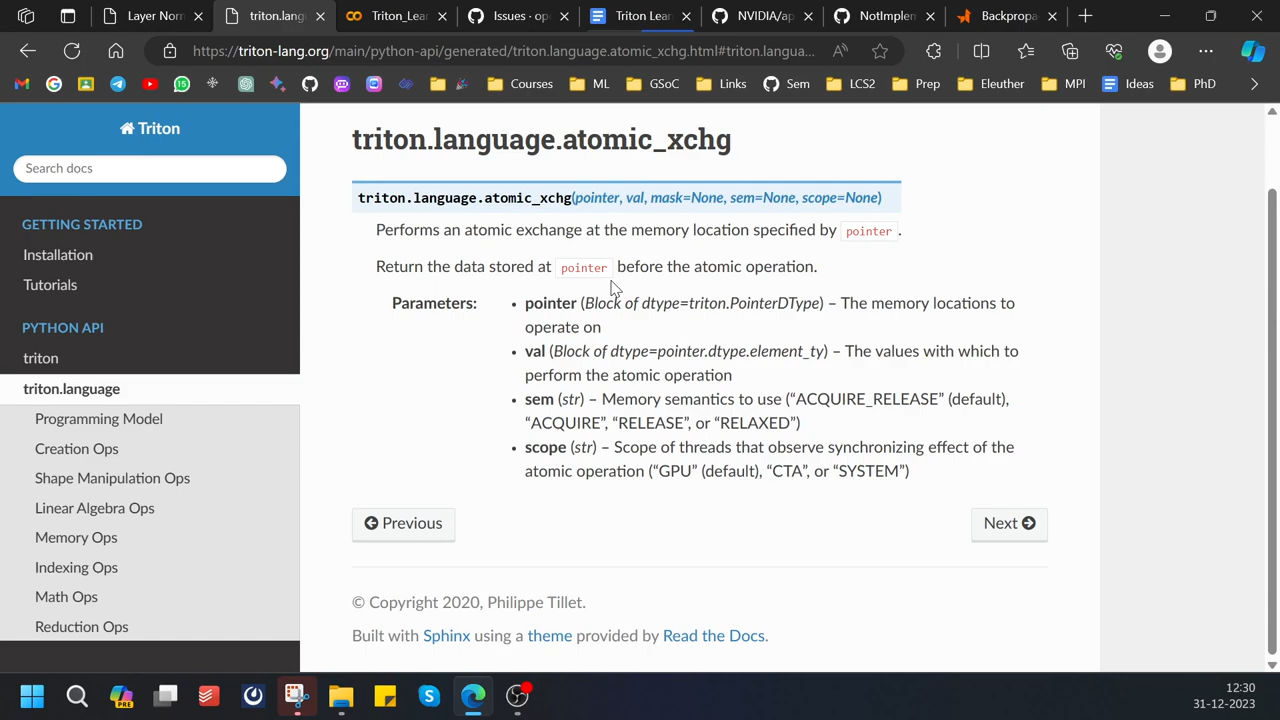 Layer Norm
triton.lang
Triton_Lea
Issues · op
Triton Lear
NVIDIA/ap
NotImplem
Backpropa
https://triton-lang.org/main/python-api/generated/triton.language.atomic_xchg.html#triton.langua...
Courses
ML
GSoC
Links
Sem
LCS2
Prep
Eleuther
MPI
Ideas
PhD
Triton
Search docs
GETTING STARTED
Installation
Tutorials
PYTHON API
triton
triton.language
Programming Model
Creation Ops
Shape Manipulation Ops
Linear Algebra Ops
Memory Ops
Indexing Ops
Math Ops
Reduction Ops
triton.language.atomic_xchg
triton.language.atomic_xchg(pointer, val, mask=None, sem=None, scope=None)
Performs an atomic exchange at the memory location specified by pointer.
Return the data stored at pointer before the atomic operation.
Parameters:
• pointer (Block of dtype=triton.PointerDType) – The memory locations to
operate on
• val (Block of dtype=pointer.dtype.element_ty) – The values with which to
perform the atomic operation
• sem (str) – Memory semantics to use (“ACQUIRE_RELEASE” (default),
“ACQUIRE”, “RELEASE”, or “RELAXED”)
• scope (str) – Scope of threads that observe synchronizing effect of the
atomic operation (“GPU” (default), “CTA”, or “SYSTEM”)
Previous
Next
© Copyright 2020, Philippe Tillet.
Built with Sphinx using a theme provided by Read the Docs.
PRE
12:30
31-12-2023